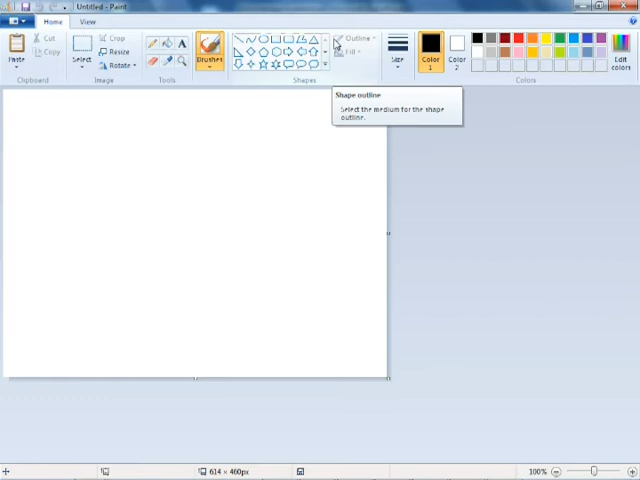 Untitled - Paint
Home View
Paste Cut Copy
Select Crop Resize Rotate
Brushes
Outline
Fill
Size
Color 1
Color 2
Edit colors
Clipboard Image Tools Shapes Colors
Shape outline
Select the medium for the shape
outline.
614 × 460px
100%